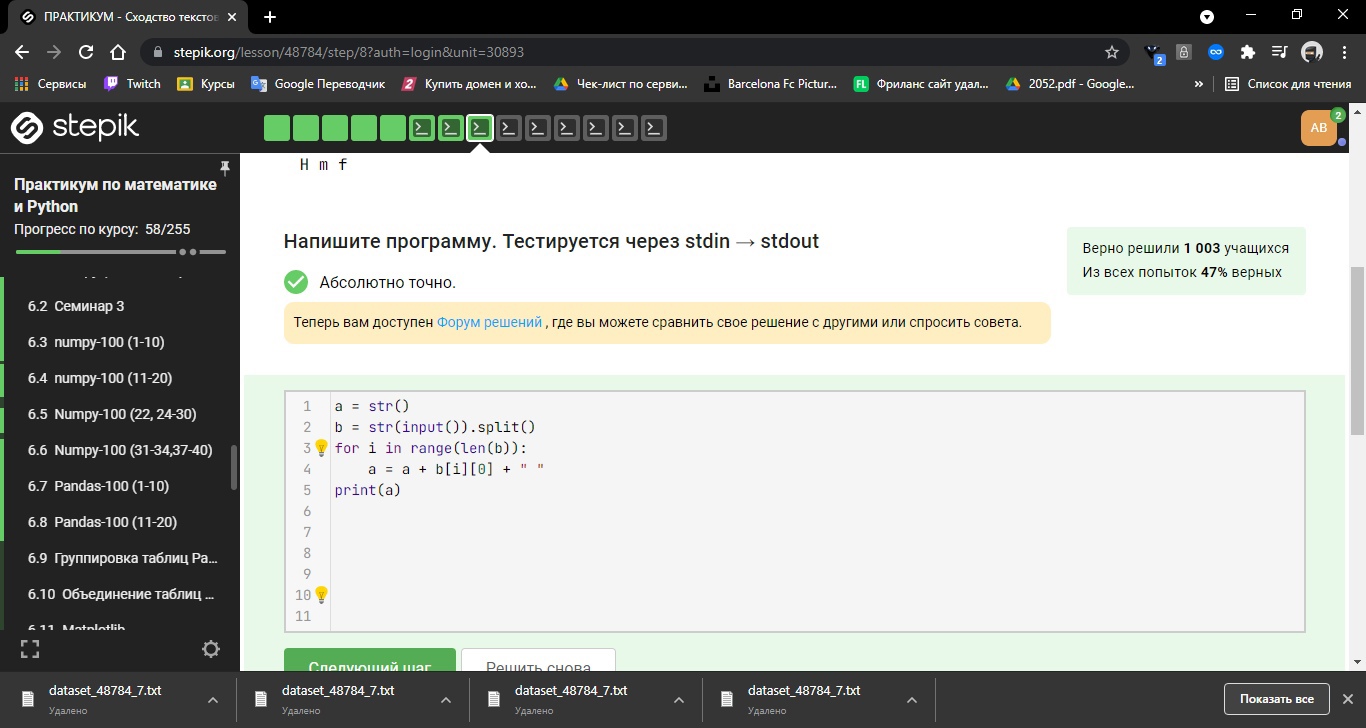 ПРАКТИКУМ - Сходство текстов
stepik.org/lesson/48784/step/8?auth=login&unit=30893
2
Сервисы
Twitch
Курсы
Google Переводчик
Купить домен и хо...
Чек-лист по серви...
Barcelona Fc Pictur...
FL Фриланс сайт удал...
2052.pdf - Google...
»
Список для чтения
stepik
AB
2
Практикум по математике
и Python
Прогресс по курсу: 58/255
6.2 Семинар 3
6.3 numpy-100 (1-10)
6.4 numpy-100 (11-20)
6.5 Numpy-100 (22, 24-30)
6.6 Numpy-100 (31-34,37-40)
6.7 Pandas-100 (1-10)
6.8 Pandas-100 (11-20)
6.9 Группировка таблиц Pa...
6.10 Объединение таблиц ...
6.11 Matplotlib
H m f
Напишите программу. Тестируется через stdin → stdout
Абсолютно точно.
Теперь вам доступен Форум решений , где вы можете сравнить свое решение с другими или спросить совета.
Верно решили 1 003 учащихся
Из всех попыток 47% верных
1 a = str()
2 b = str(input()).split()
3 for i in range(len(b)):
4 a = a + b[i][0] + " "
5 print(a)
6
7
8
9
10
11
Следующий шаг
Решить снова
dataset_48784_7.txt
Удалено
dataset_48784_7.txt
Удалено
dataset_48784_7.txt
Удалено
dataset_48784_7.txt
Удалено
Показать все